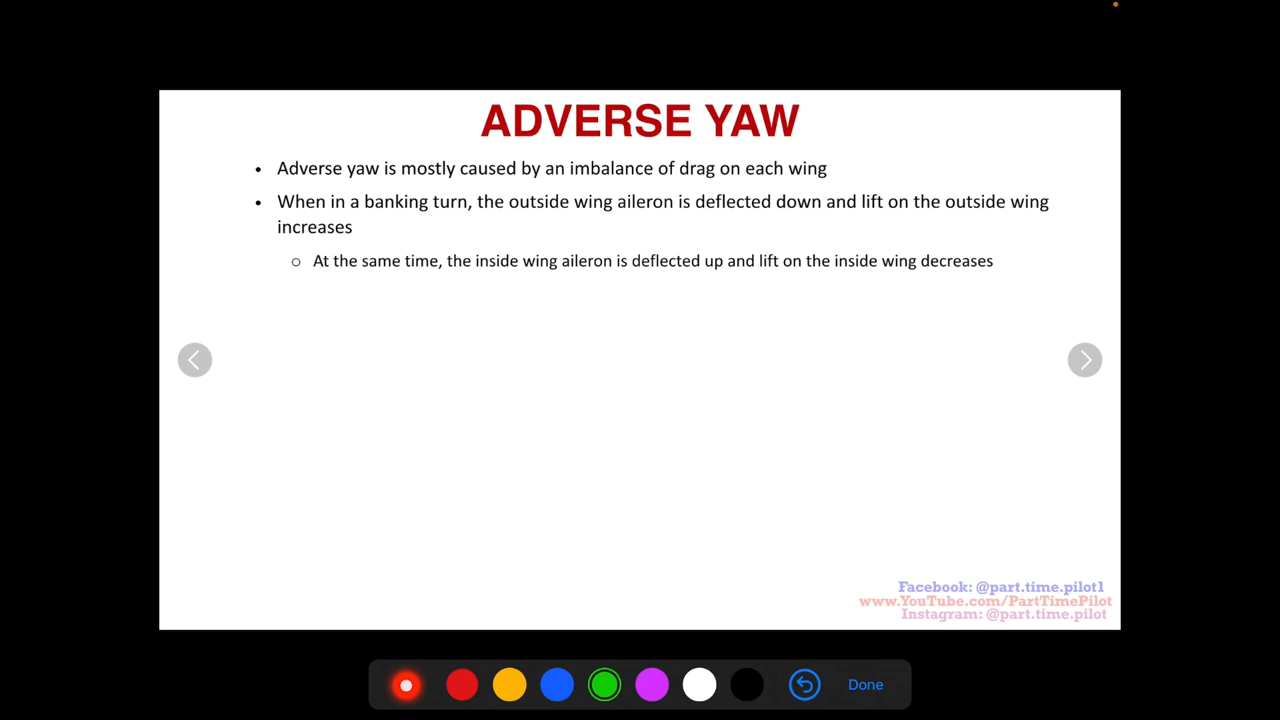 ADVERSE YAW
• Adverse yaw is mostly caused by an imbalance of drag on each wing
• When in a banking turn, the outside wing aileron is deflected down and lift on the outside wing
increases
o At the same time, the inside wing aileron is deflected up and lift on the inside wing decreases
Facebook: @part.time.pilot1
www.YouTube.com/PartTimePilot
Instagram: @part.time.pilot
Done